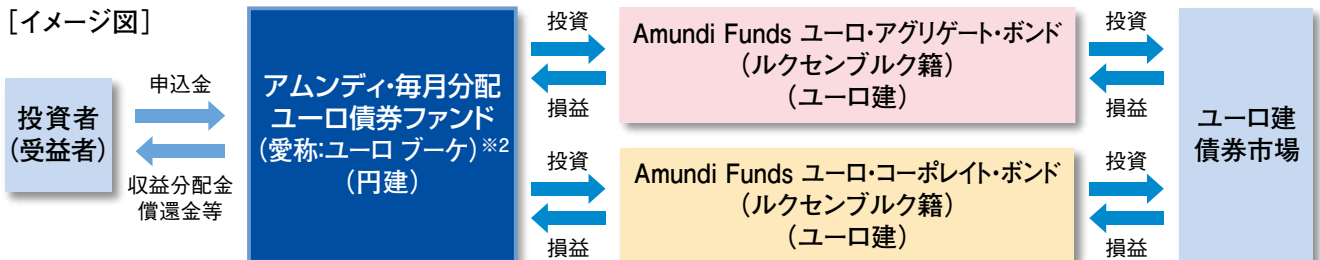 ［イメージ図］
投資者
（受益者）
申込金
収益分配金
償還金等
アムンディ・毎月分配
ユーロ債券ファンド
（愛称：ユーロ ブーケ）※2
（円建）
投資
損益
Amundi Funds ユーロ・アグリゲート・ボンド
（ルクセンブルク籍）
（ユーロ建）
投資
損益
投資
損益
Amundi Funds ユーロ・コーポレイト・ボンド
（ルクセンブルク籍）
（ユーロ建）
投資
損益
ユーロ建
債券市場